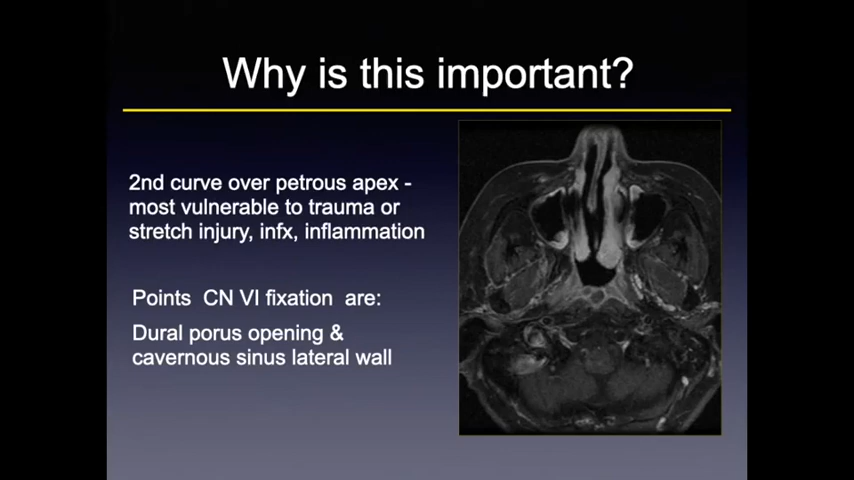 Why is this important?
2nd curve over petrous apex -
most vulnerable to trauma or
stretch injury, infx, inflammation
Points  CN VI fixation  are:
Dural porus opening &
cavernous sinus lateral wall